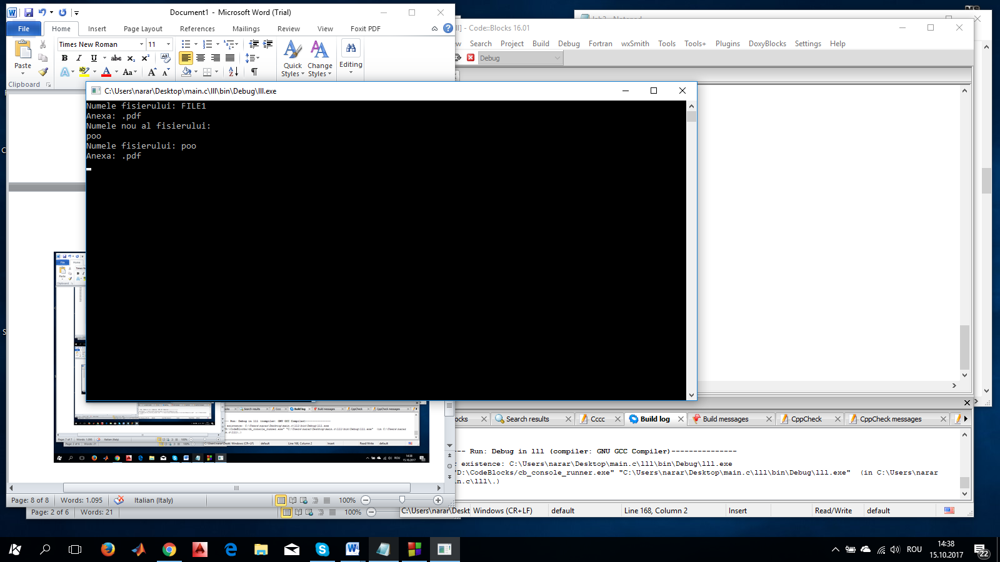 Document1 - Microsoft Word (Trial)
File Home Insert Page Layout References Mailings Review View Foxit PDF
Times New Roman 11
Paste
Quick Styles
Change Styles
Editing
Clipboard
] - Code::Blocks 16.01
Search Project Build Debug Fortran wxSmith Tools Tools+ Plugins DoxyBlocks Settings Help
Debug
C:\Users\narar\Desktop\main.c\lll\bin\Debug\lll.exe
Numele fisierului: FILE1
Anexa: .pdf
Numele nou al fisierului:
poo
Numele fisierului: poo
Anexa: .pdf
Search results Cccc Build log Build messages CppCheck CppCheck messages
Run: Debug in lll (compiler: GNU GCC Compiler)---------------
existence: C:\Users\narar\Desktop\main.c\lll\bin\Debug\lll.exe
"D:\CodeBlocks/cb_console_runner.exe" "C:\Users\narar\Desktop\main.c\lll\bin\Debug\lll.exe" (in C:\Users\narar
n.c\lll\.)
Page: 8 of 8 Words: 1.095 Italian (Italy) 100%
Page: 2 of 6 Words: 21 100%
C:\Users\narar\Deskt Windows (CR+LF) default Line 168, Column 2 Insert Read/Write default
ROU
14:38
15.10.2017
22